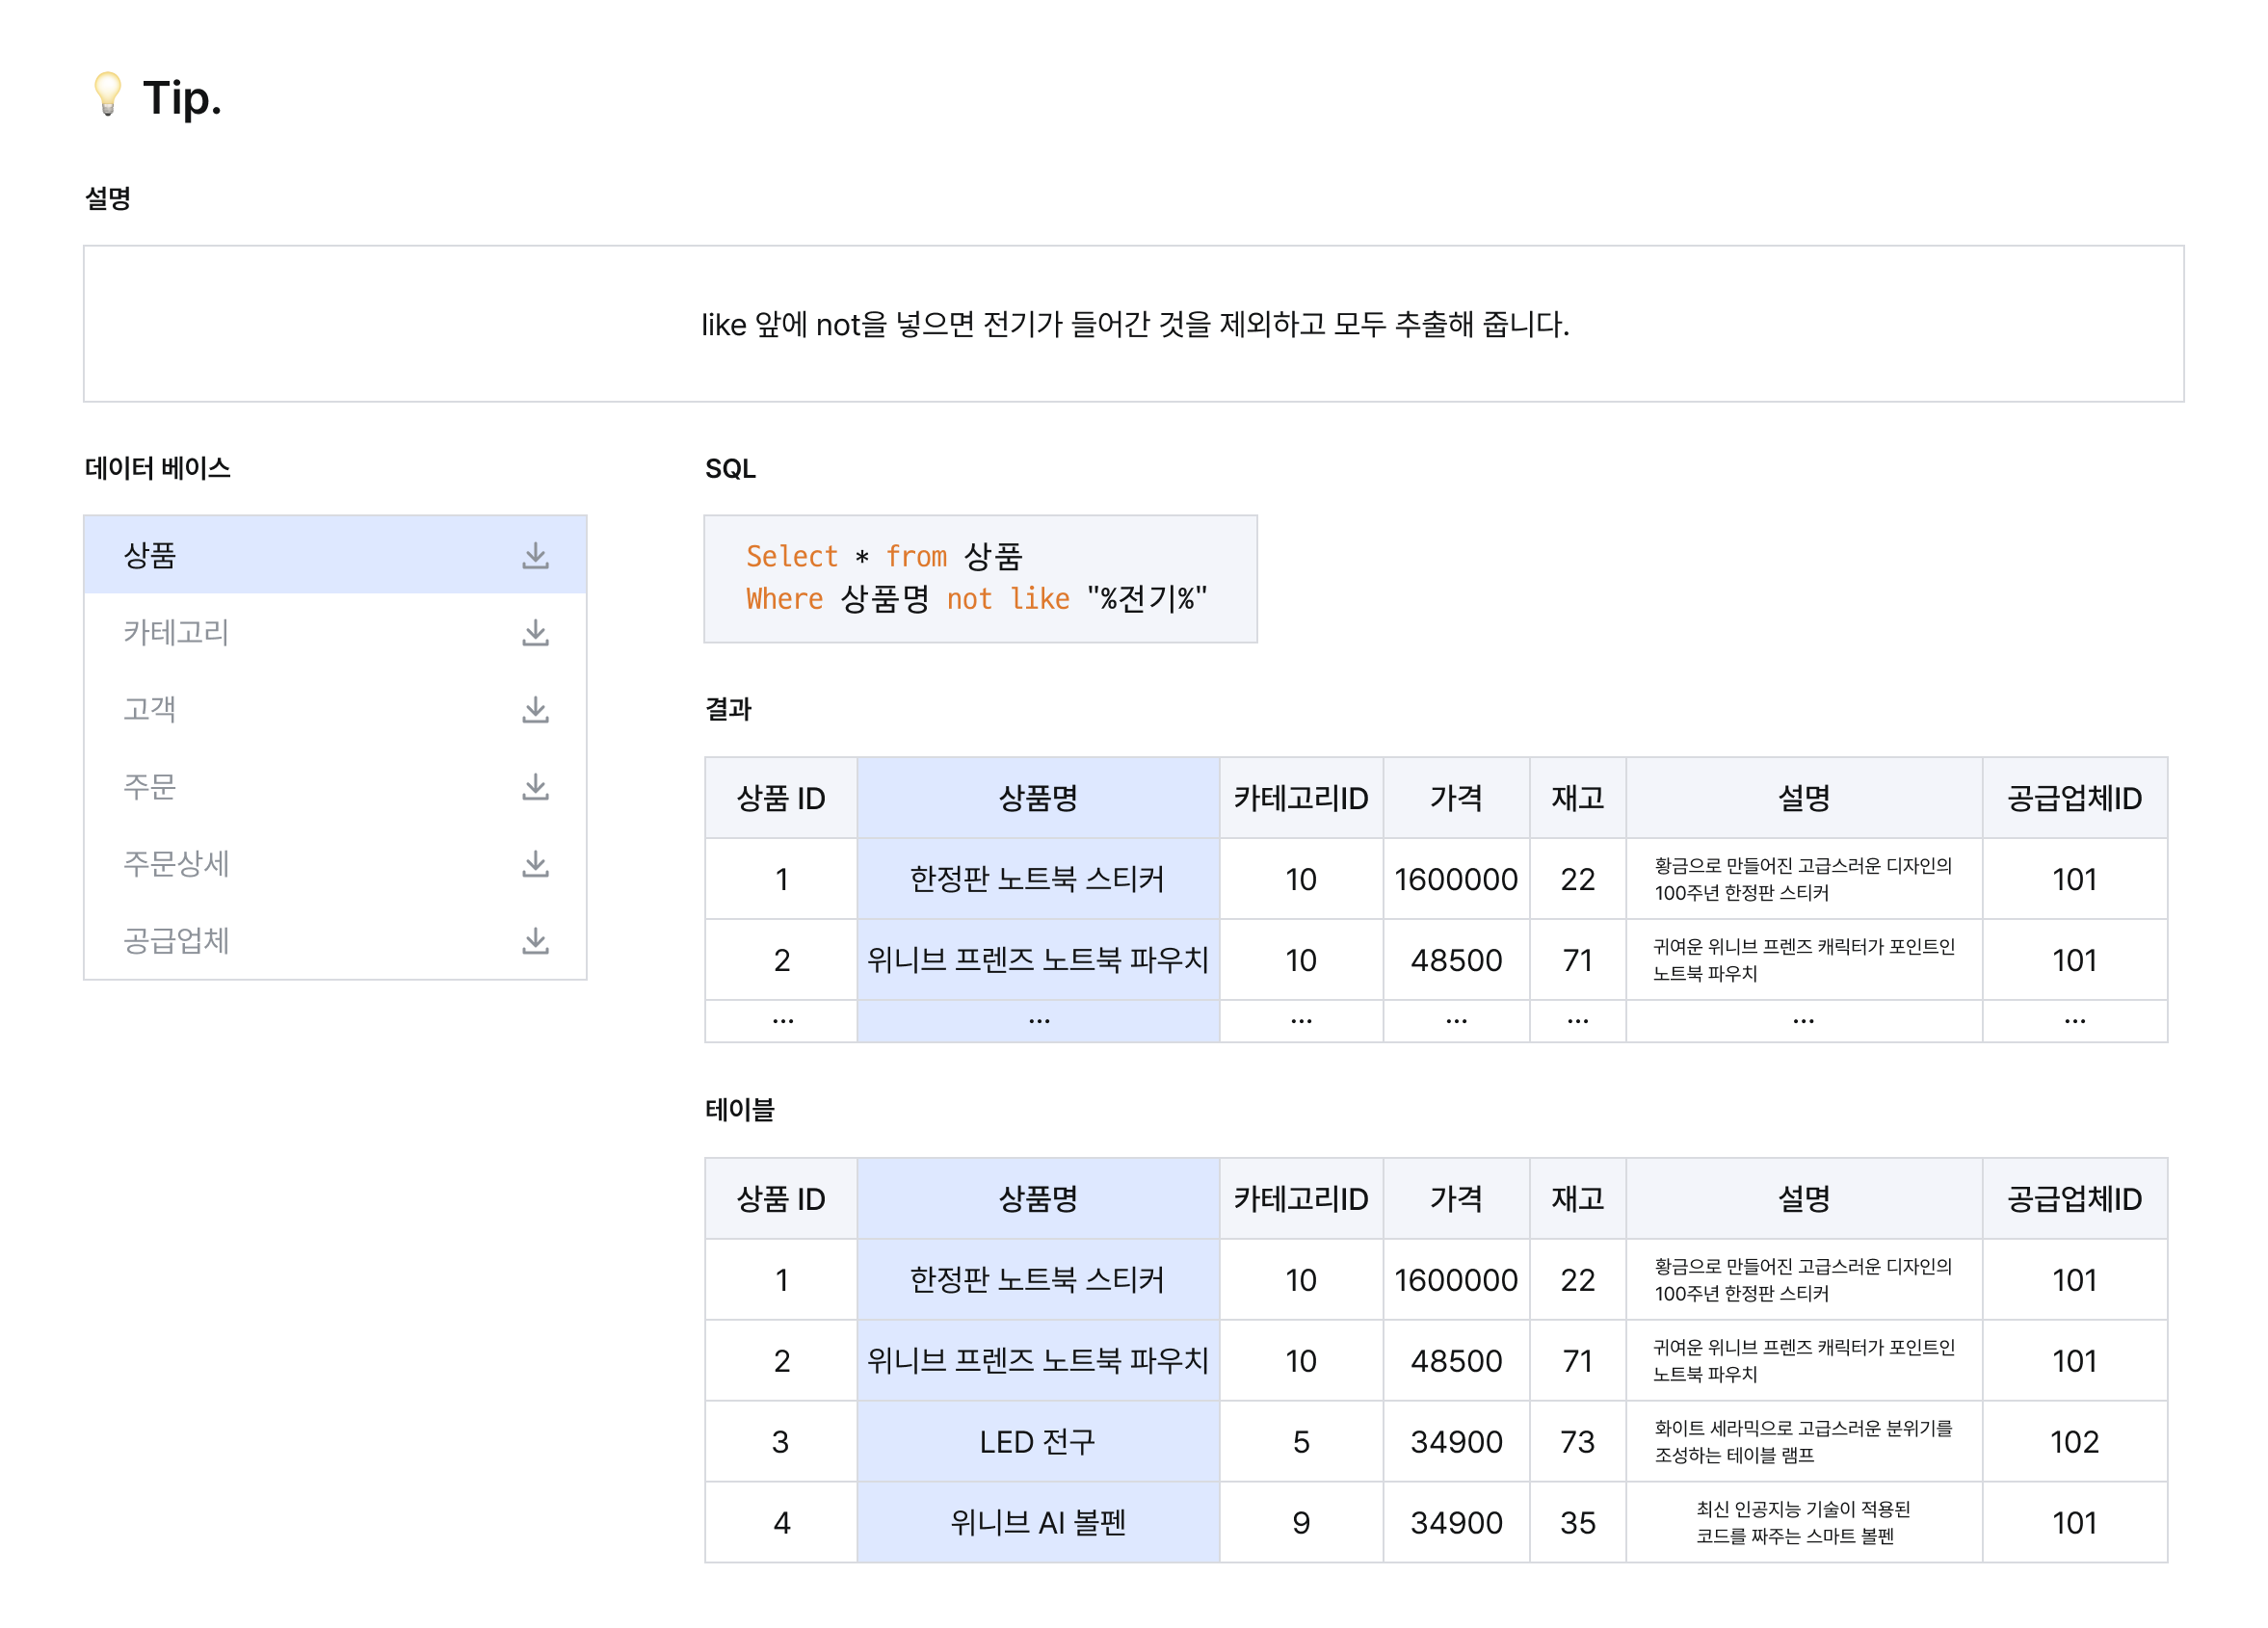 💡 Tip.
설명
like 앞에 not을 넣으면 전기가 들어간 것을 제외하고 모두 추출해 줍니다.
데이터 베이스
상품
카테고리
고객
주문
주문상세
공급업체
SQL
Select * from 상품
Where 상품명 not like "%전기%"
결과
상품 ID 상품명 카테고리ID 가격 재고 설명 공급업체ID
1 한정판 노트북 스티커 10 1600000 22 황금으로 만들어진 고급스러운 디자인의 101
100주년 한정판 스티커
2 위니브 프렌즈 노트북 파우치 10 48500 71 귀여운 위니브 프렌즈 캐릭터가 포인트인 101
노트북 파우치
... ... ... ... ... ... ...
테이블
상품 ID 상품명 카테고리ID 가격 재고 설명 공급업체ID
1 한정판 노트북 스티커 10 1600000 22 황금으로 만들어진 고급스러운 디자인의 101
100주년 한정판 스티커
2 위니브 프렌즈 노트북 파우치 10 48500 71 귀여운 위니브 프렌즈 캐릭터가 포인트인 101
노트북 파우치
3 LED 전구 5 34900 73 화이트 세라믹으로 고급스러운 분위기를 102
조성하는 테이블 램프
4 위니브 AI 볼펜 9 34900 35 최신 인공지능 기술이 적용된 101
코드를 짜주는 스마트 볼펜